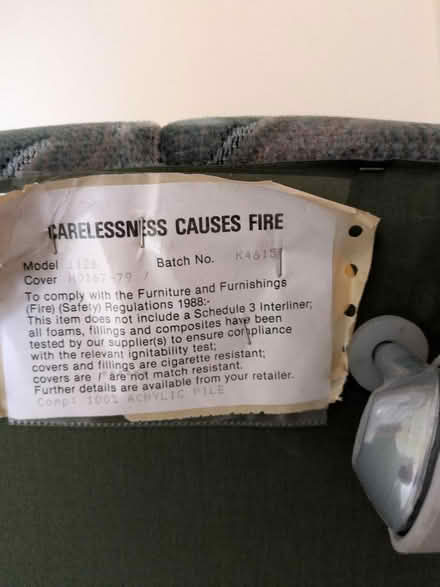 CARELESSNESS CAUSES FIRE
Model 1128 Batch No. K4615
Cover
To comply with the Furniture and Furnishings
(Fire) (Safety) Regulations 1988:-
This item does not include a Schedule 3 Interliner;
all foams, fillings and composites have been
tested by our supplier(s) to ensure compliance
with the relevant ignitability test;
covers and fillings are cigarette resistant;
covers are / are not match resistant.
Further details are available from your retailer.
Comp: 100% ACRYLIC PILE